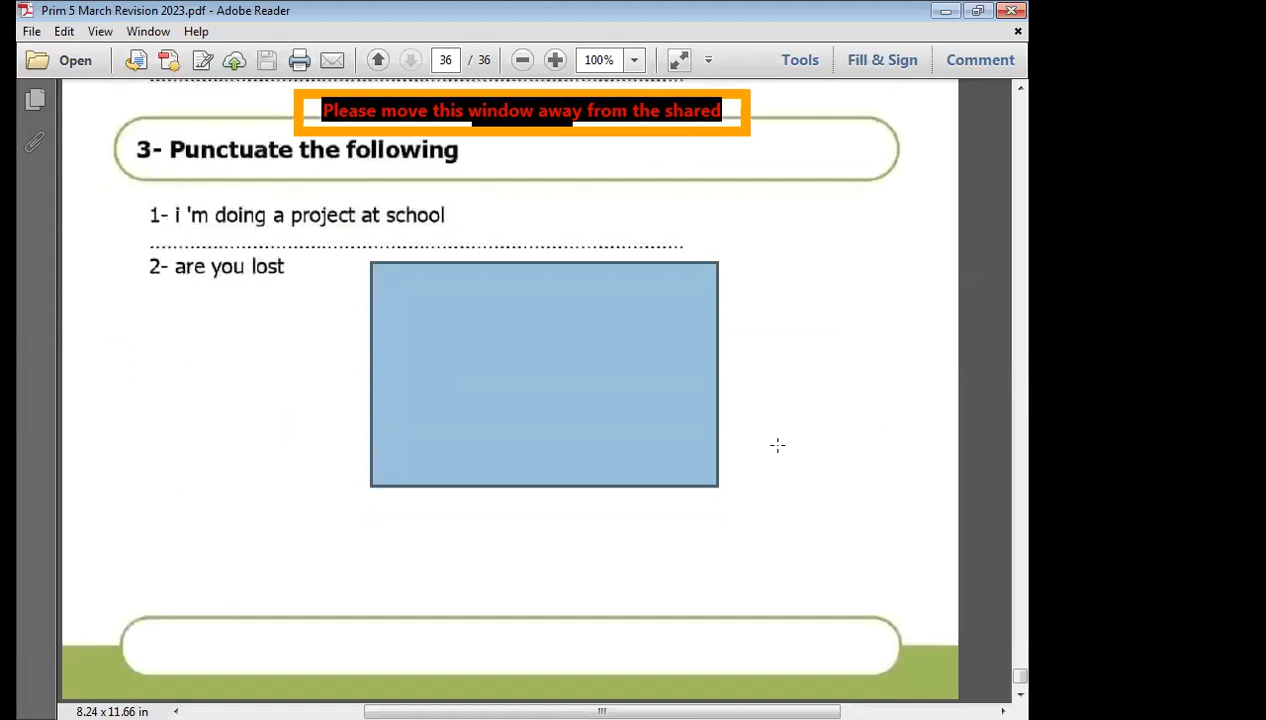 Prim 5 March Revision 2023.pdf - Adobe Reader
File Edit View Window Help
Open 36 / 36 100% Tools Fill & Sign Comment
Please move this window away from the shared
3- Punctuate the following
1- i 'm doing a project at school
................................................................................................
2- are you lost
8.24 x 11.66 in